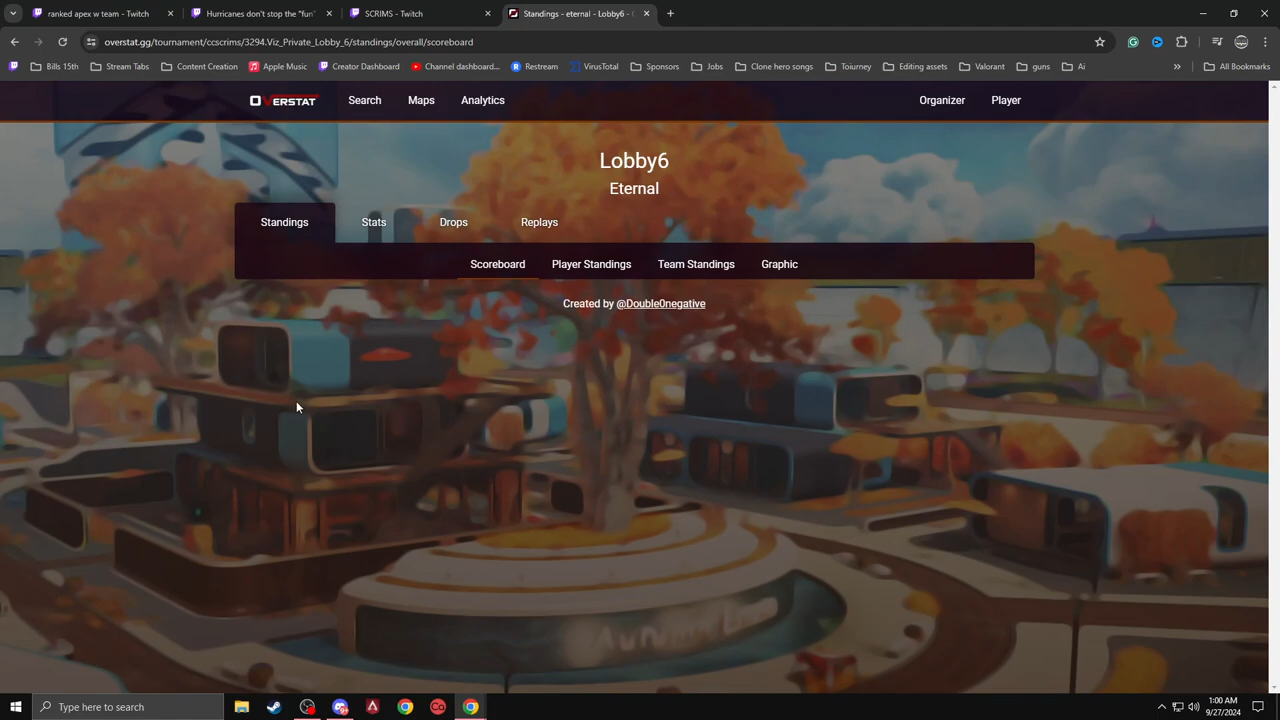 ranked apex w team - Twitch
Hurricanes don't stop the "fun"
SCRIMS - Twitch
Standings - eternal - Lobby6 - 
overstat.gg/tournament/ccscrims/3294.Viz_Private_Lobby_6/standings/overall/scoreboard
Bills 15th
Stream Tabs
Content Creation
Apple Music
Creator Dashboard
Channel dashboard...
Restream
VirusTotal
Sponsors
Jobs
Clone hero songs
Toiurney
Editing assets
Valorant
guns
Ai
All Bookmarks
OVERSTAT
Search
Maps
Analytics
Organizer
Player
Lobby6
Eternal
Standings
Stats
Drops
Replays
Scoreboard
Player Standings
Team Standings
Graphic
Created by @Double0negative
Type here to search
1:00 AM
9/27/2024